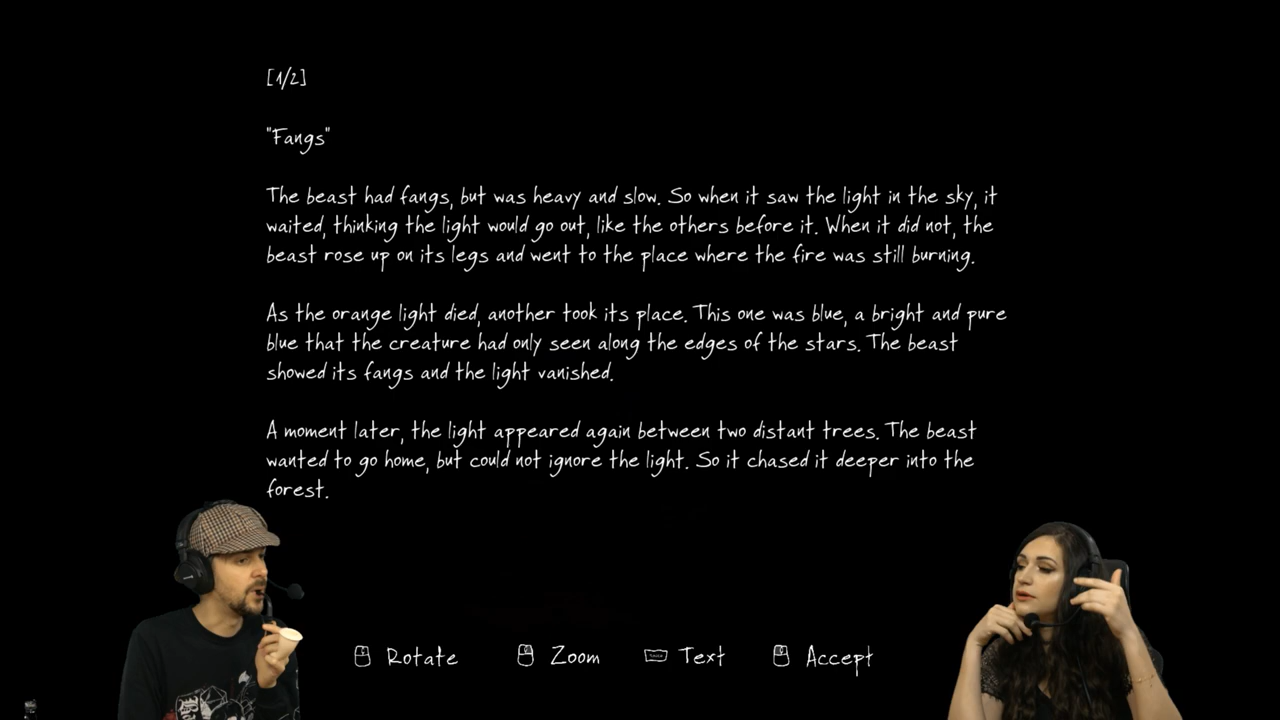 [1/2]
"Fangs"
The beast had fangs, but was heavy and slow. So when it saw the light in the sky, it
waited, thinking the light would go out, like the others before it. When it did not, the
beast rose up on its legs and went to the place where the fire was still burning.
As the orange light died, another took its place. This one was blue, a bright and pure
blue that the creature had only seen along the edges of the stars. The beast
showed its fangs and the light vanished.
A moment later, the light appeared again between two distant trees. The beast
wanted to go home, but could not ignore the light. So it chased it deeper into the
forest.
Rotate Zoom Text Accept